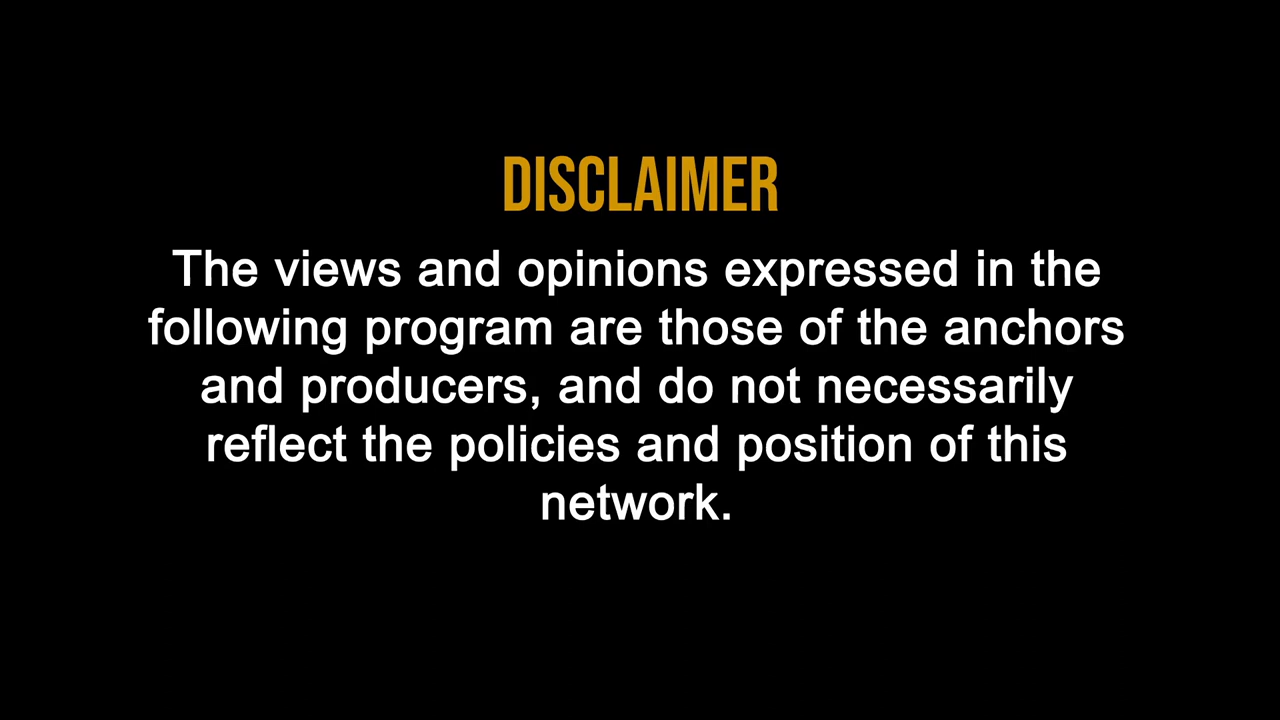 DISCLAIMER
The views and opinions expressed in the
following program are those of the anchors
and producers, and do not necessarily
reflect the policies and position of this
network.